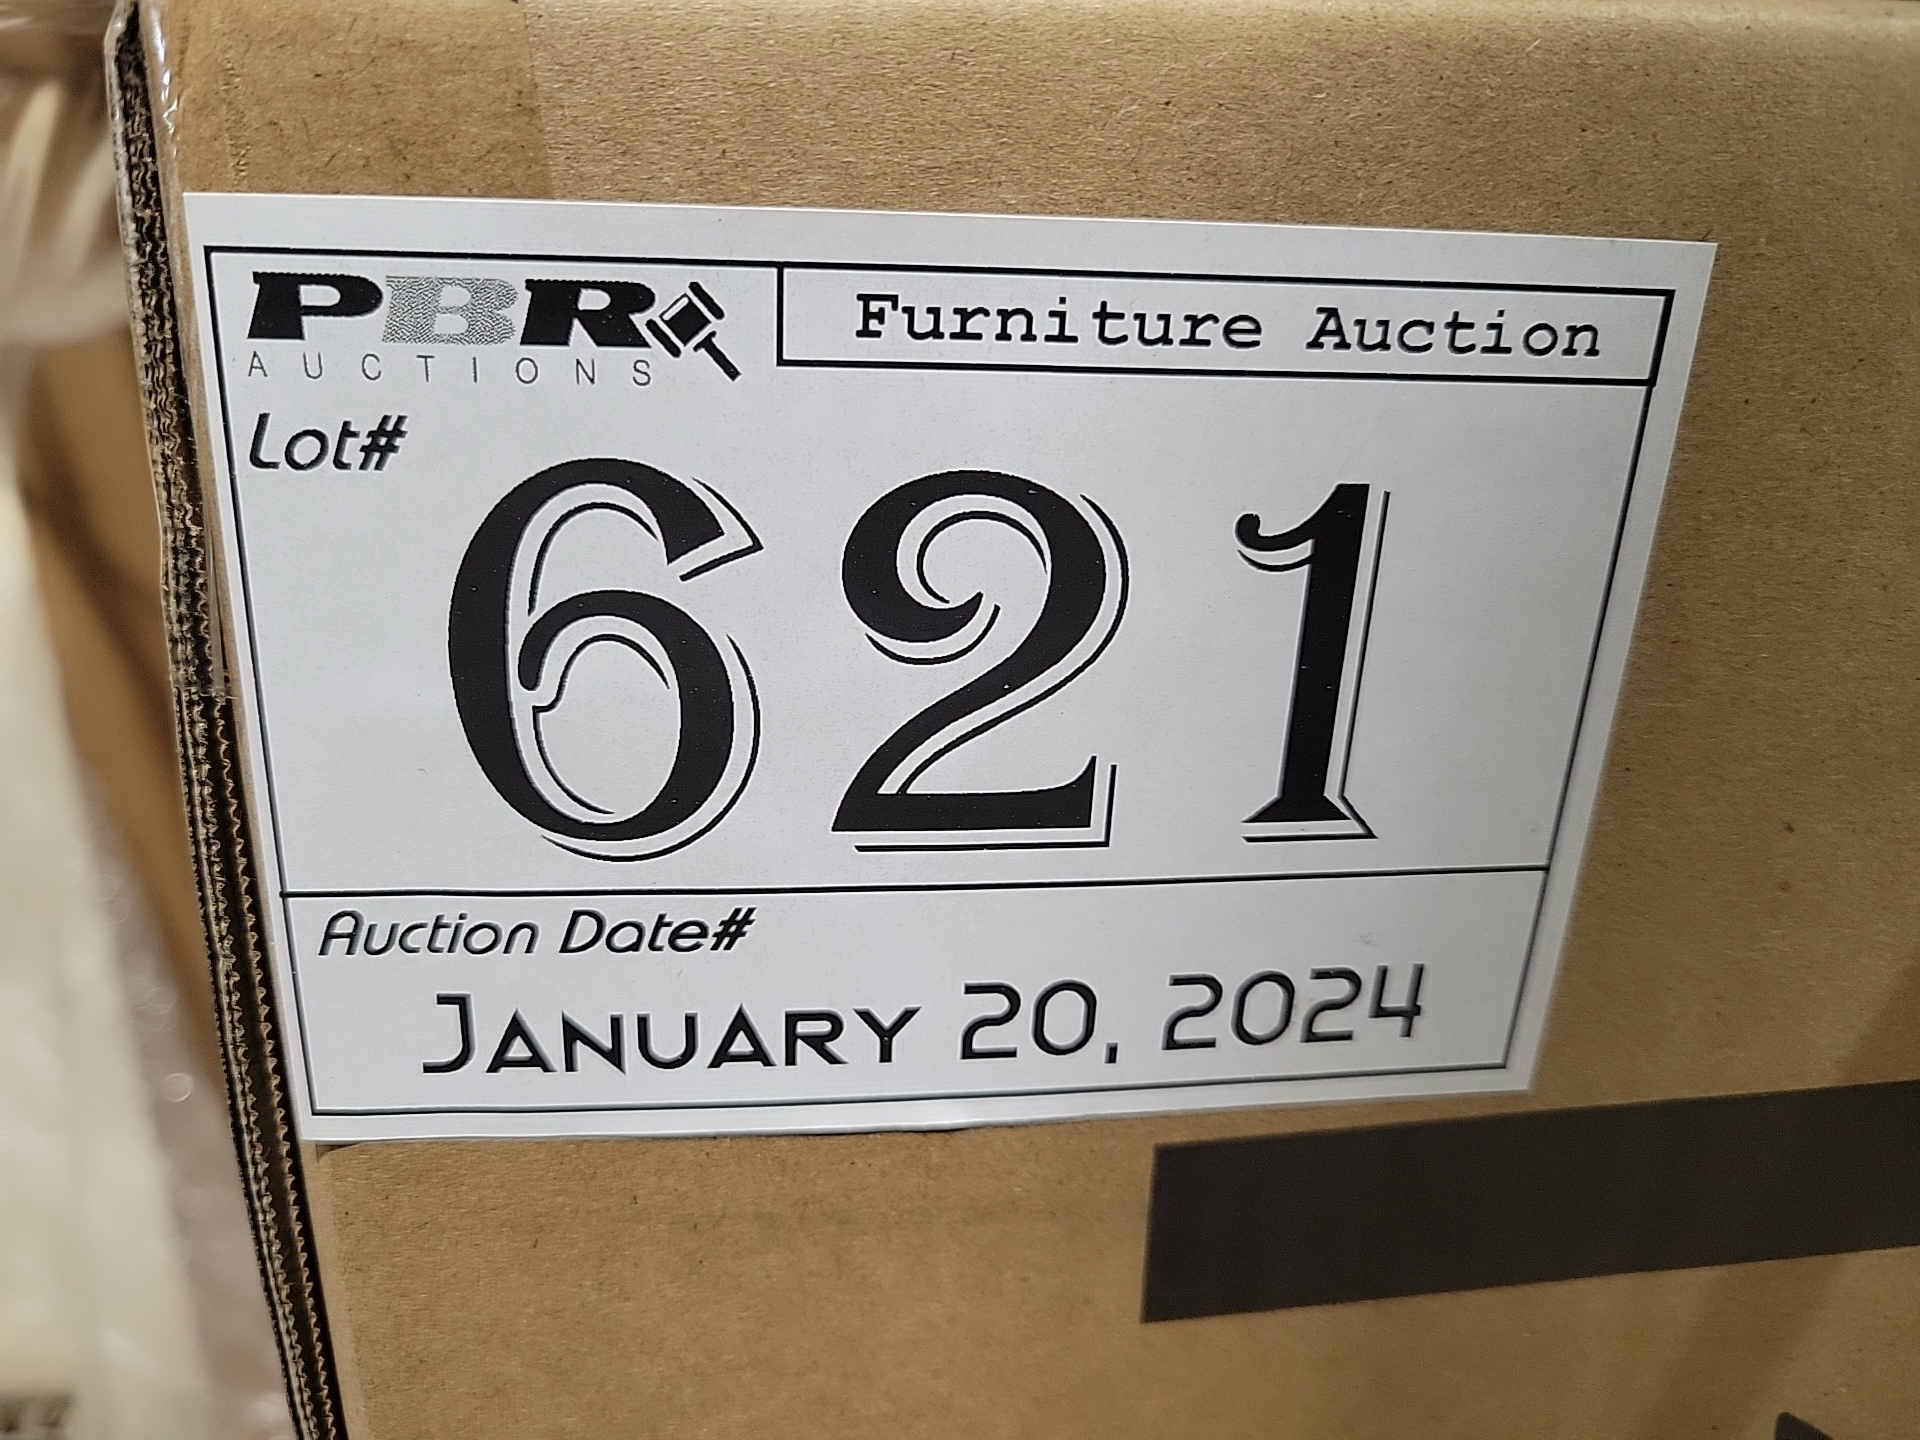 PBR
AUCTIONS
Furniture Auction
Lot#
621
Auction Date#
JANUARY 20, 2024